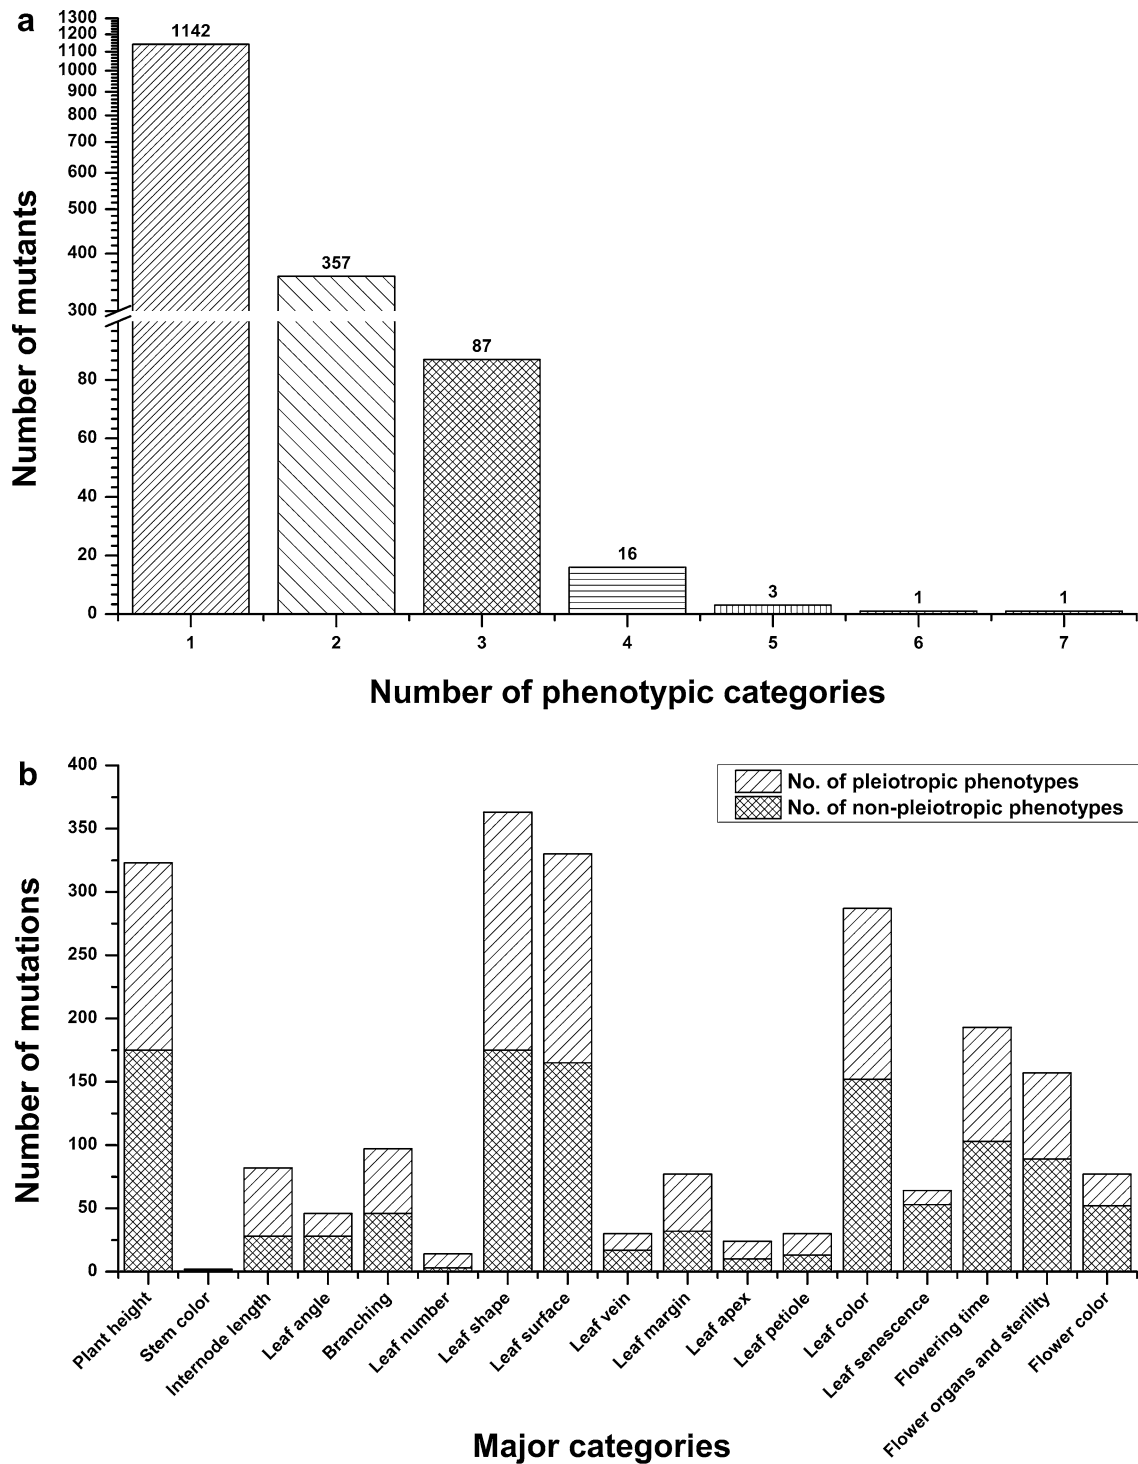 a
1300
1200
1100
1000
900
800
700
600
500
400
300
80
60
40
20
0
Number of mutants
1142
357
87
16
3
1
1
1 2 3 4 5 6 7
Number of phenotypic categories
b
400
350
300
250
200
150
100
50
0
Number of mutations
No. of pleiotropic phenotypes
No. of non-pleiotropic phenotypes
Plant height
Stem color
Internode length
Leaf angle
Branching
Leaf number
Leaf shape
Leaf surface
Leaf vein
Leaf margin
Leaf apex
Leaf petiole
Leaf color
Leaf senescence
Flowering time
Flower organs and sterility
Flower color
Major categories